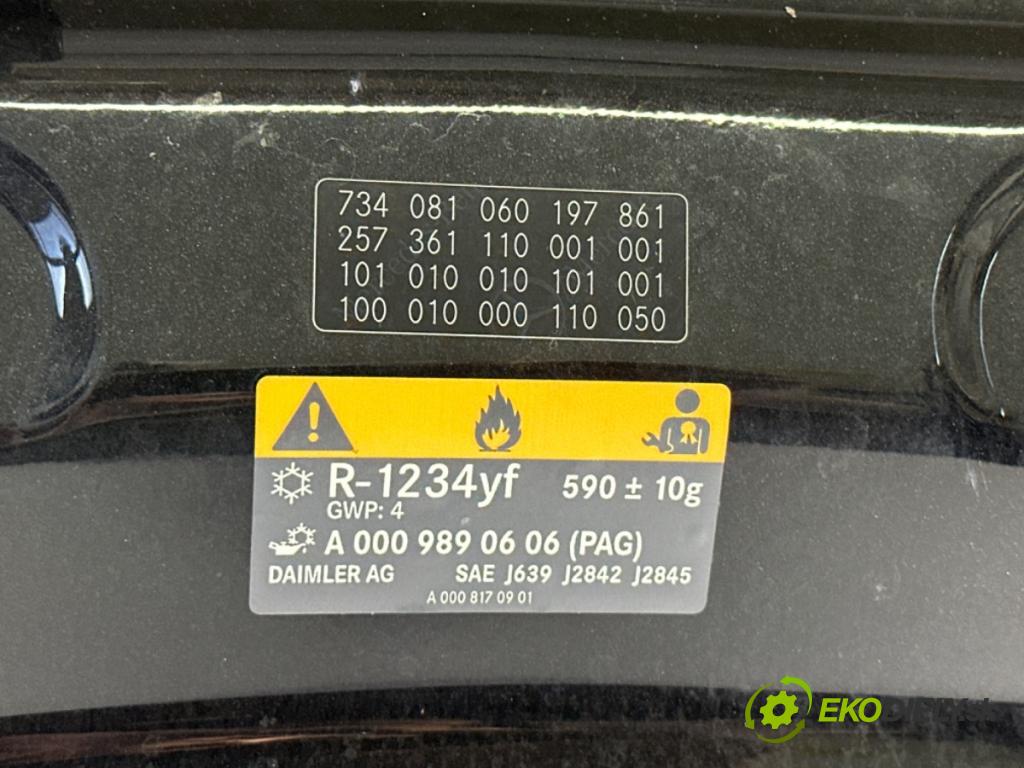 734 081 060 197 861
257 361 110 001 001
101 010 010 101 001
100 010 000 110 050
R-1234yf 590 ± 10g
GWP: 4
A 000 989 06 06 (PAG)
DAIMLER AG SAE J639 J2842 J2845
A 000 817 09 01
EKO